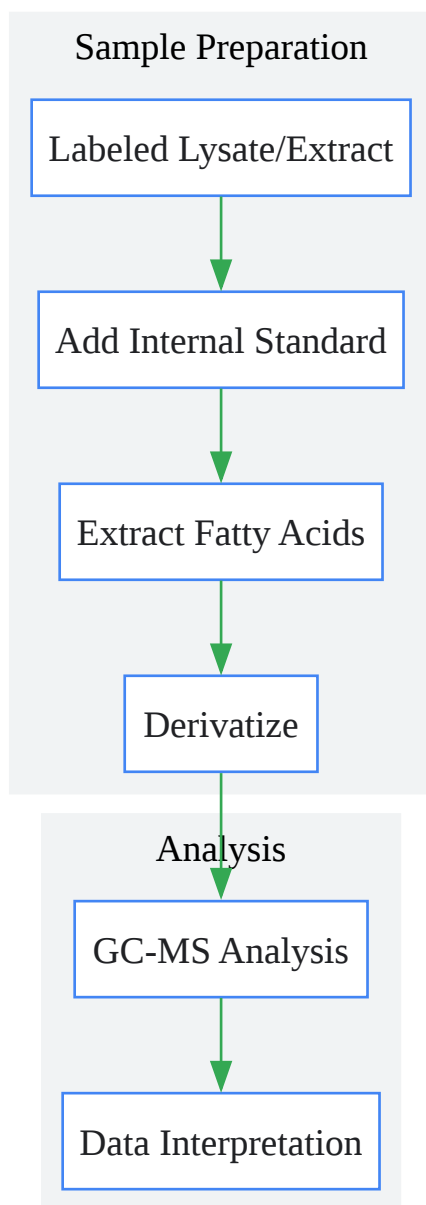 Sample Preparation
Labeled Lysate/Extract
Add Internal Standard
Extract Fatty Acids
Derivatize
Analysis
GC-MS Analysis
Data Interpretation